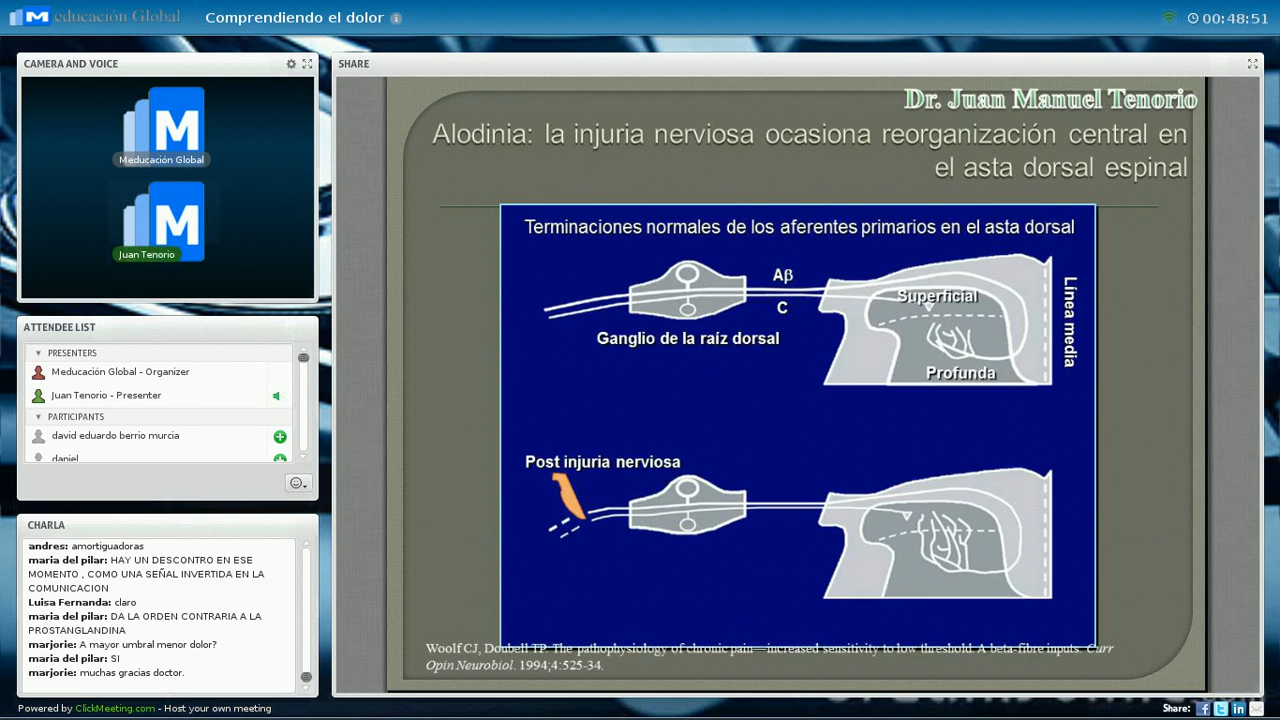 M educación Global
Comprendiendo el dolor
00:48:51
CAMERA AND VOICE
M
Meducación Global
M
Juan Tenorio
ATTENDEE LIST
PRESENTERS
Meducación Global - Organizer
Juan Tenorio - Presenter
PARTICIPANTS
david eduardo berrio murcia
daniel
CHARLA
andres: amortiguadoras
maria del pilar: HAY UN DESCONTRO EN ESE
MOMENTO , COMO UNA SEÑAL INVERTIDA EN LA
COMUNICACION
Luisa Fernanda: claro
maria del pilar: DA LA ORDEN CONTRARIA A LA
PROSTANGLANDINA
marjorie: A mayor umbral menor dolor?
maria del pilar: SI
marjorie: muchas gracias doctor.
SHARE
Dr. Juan Manuel Tenorio
Alodinia: la injuria nerviosa ocasiona reorganización central en
el asta dorsal espinal
Terminaciones normales de los aferentes primarios en el asta dorsal
Aβ
C
Ganglio de la raíz dorsal
Superficial
Profunda
Línea media
Post injuria nerviosa
Woolf CJ, Doubell TP. The pathophysiology of chronic pain—increased sensitivity to low threshold A beta-fibre inputs. Curr
Opin Neurobiol. 1994;4:525-34.
Powered by ClickMeeting.com - Host your own meeting
Share: